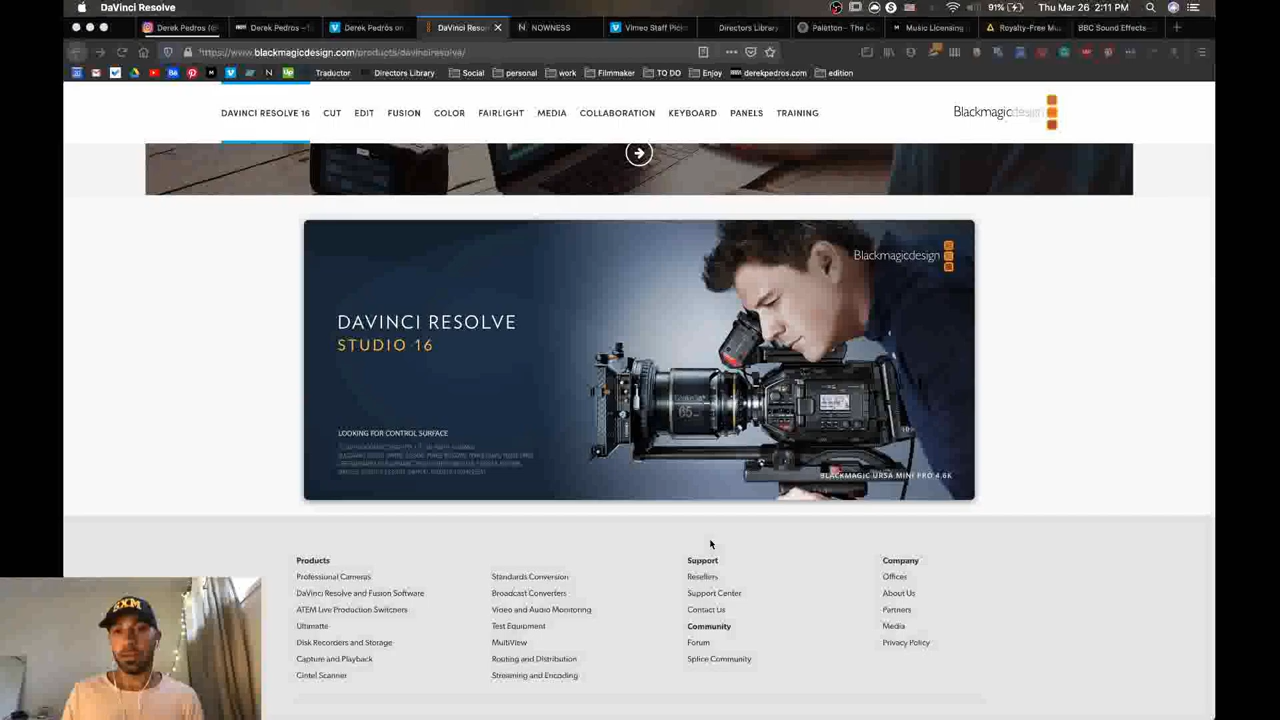 DaVinci Resolve
91%
Thu Mar 26 2:11 PM
Derek Pedros (@
Derek Pedros –
Derek Pedrós on
DaVinci Reso
NOWNESS
Vimeo Staff Pic
Directors Library
Paletton - The Co
Music Licensing
Royalty-Free Mu
BBC Sound Effects
https://www.blackmagicdesign.com/products/davinciresolve/
Traductor
Directors Library
Social
personal
work
Filmmaker
TO DO
Enjoy
derekpedros.com
edition
DAVINCI RESOLVE 16
CUT
EDIT
FUSION
COLOR
FAIRLIGHT
MEDIA
COLLABORATION
KEYBOARD
PANELS
TRAINING
Blackmagicdesign
Blackmagicdesign
DAVINCI RESOLVE
STUDIO 16
LOOKING FOR CONTROL SURFACE
BLACKMAGIC URSA MINI PRO 4.6K
Products
Professional Cameras
DaVinci Resolve and Fusion Software
ATEM Live Production Switchers
Ultimatte
Disk Recorders and Storage
Capture and Playback
Cintel Scanner
Standards Conversion
Broadcast Converters
Video and Audio Monitoring
Test Equipment
MultiView
Routing and Distribution
Streaming and Encoding
Support
Resellers
Support Center
Contact Us
Community
Forum
Splice Community
Company
Offices
About Us
Partners
Media
Privacy Policy
SXM